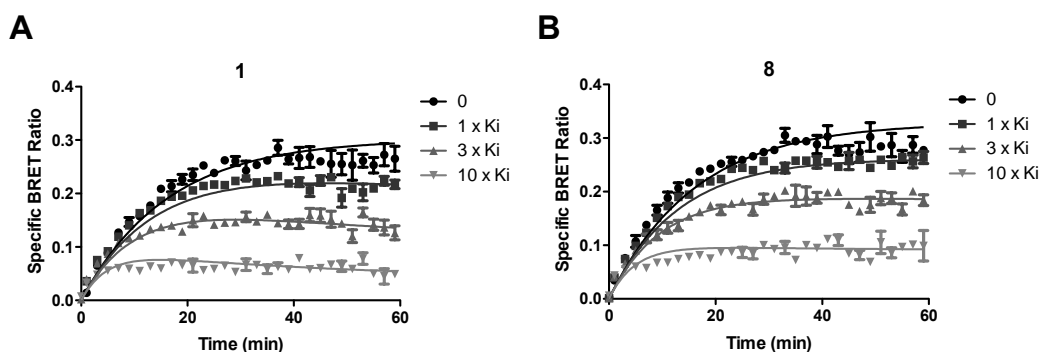 A
1
Specific BRET Ratio
0.4
0.3
0.2
0.1
0.0
0 20 40 60
Time (min)
0
1 x Ki
3 x Ki
10 x Ki
B
8
Specific BRET Ratio
0.4
0.3
0.2
0.1
0.0
0 20 40 60
Time (min)
0
1 x Ki
3 x Ki
10 x Ki